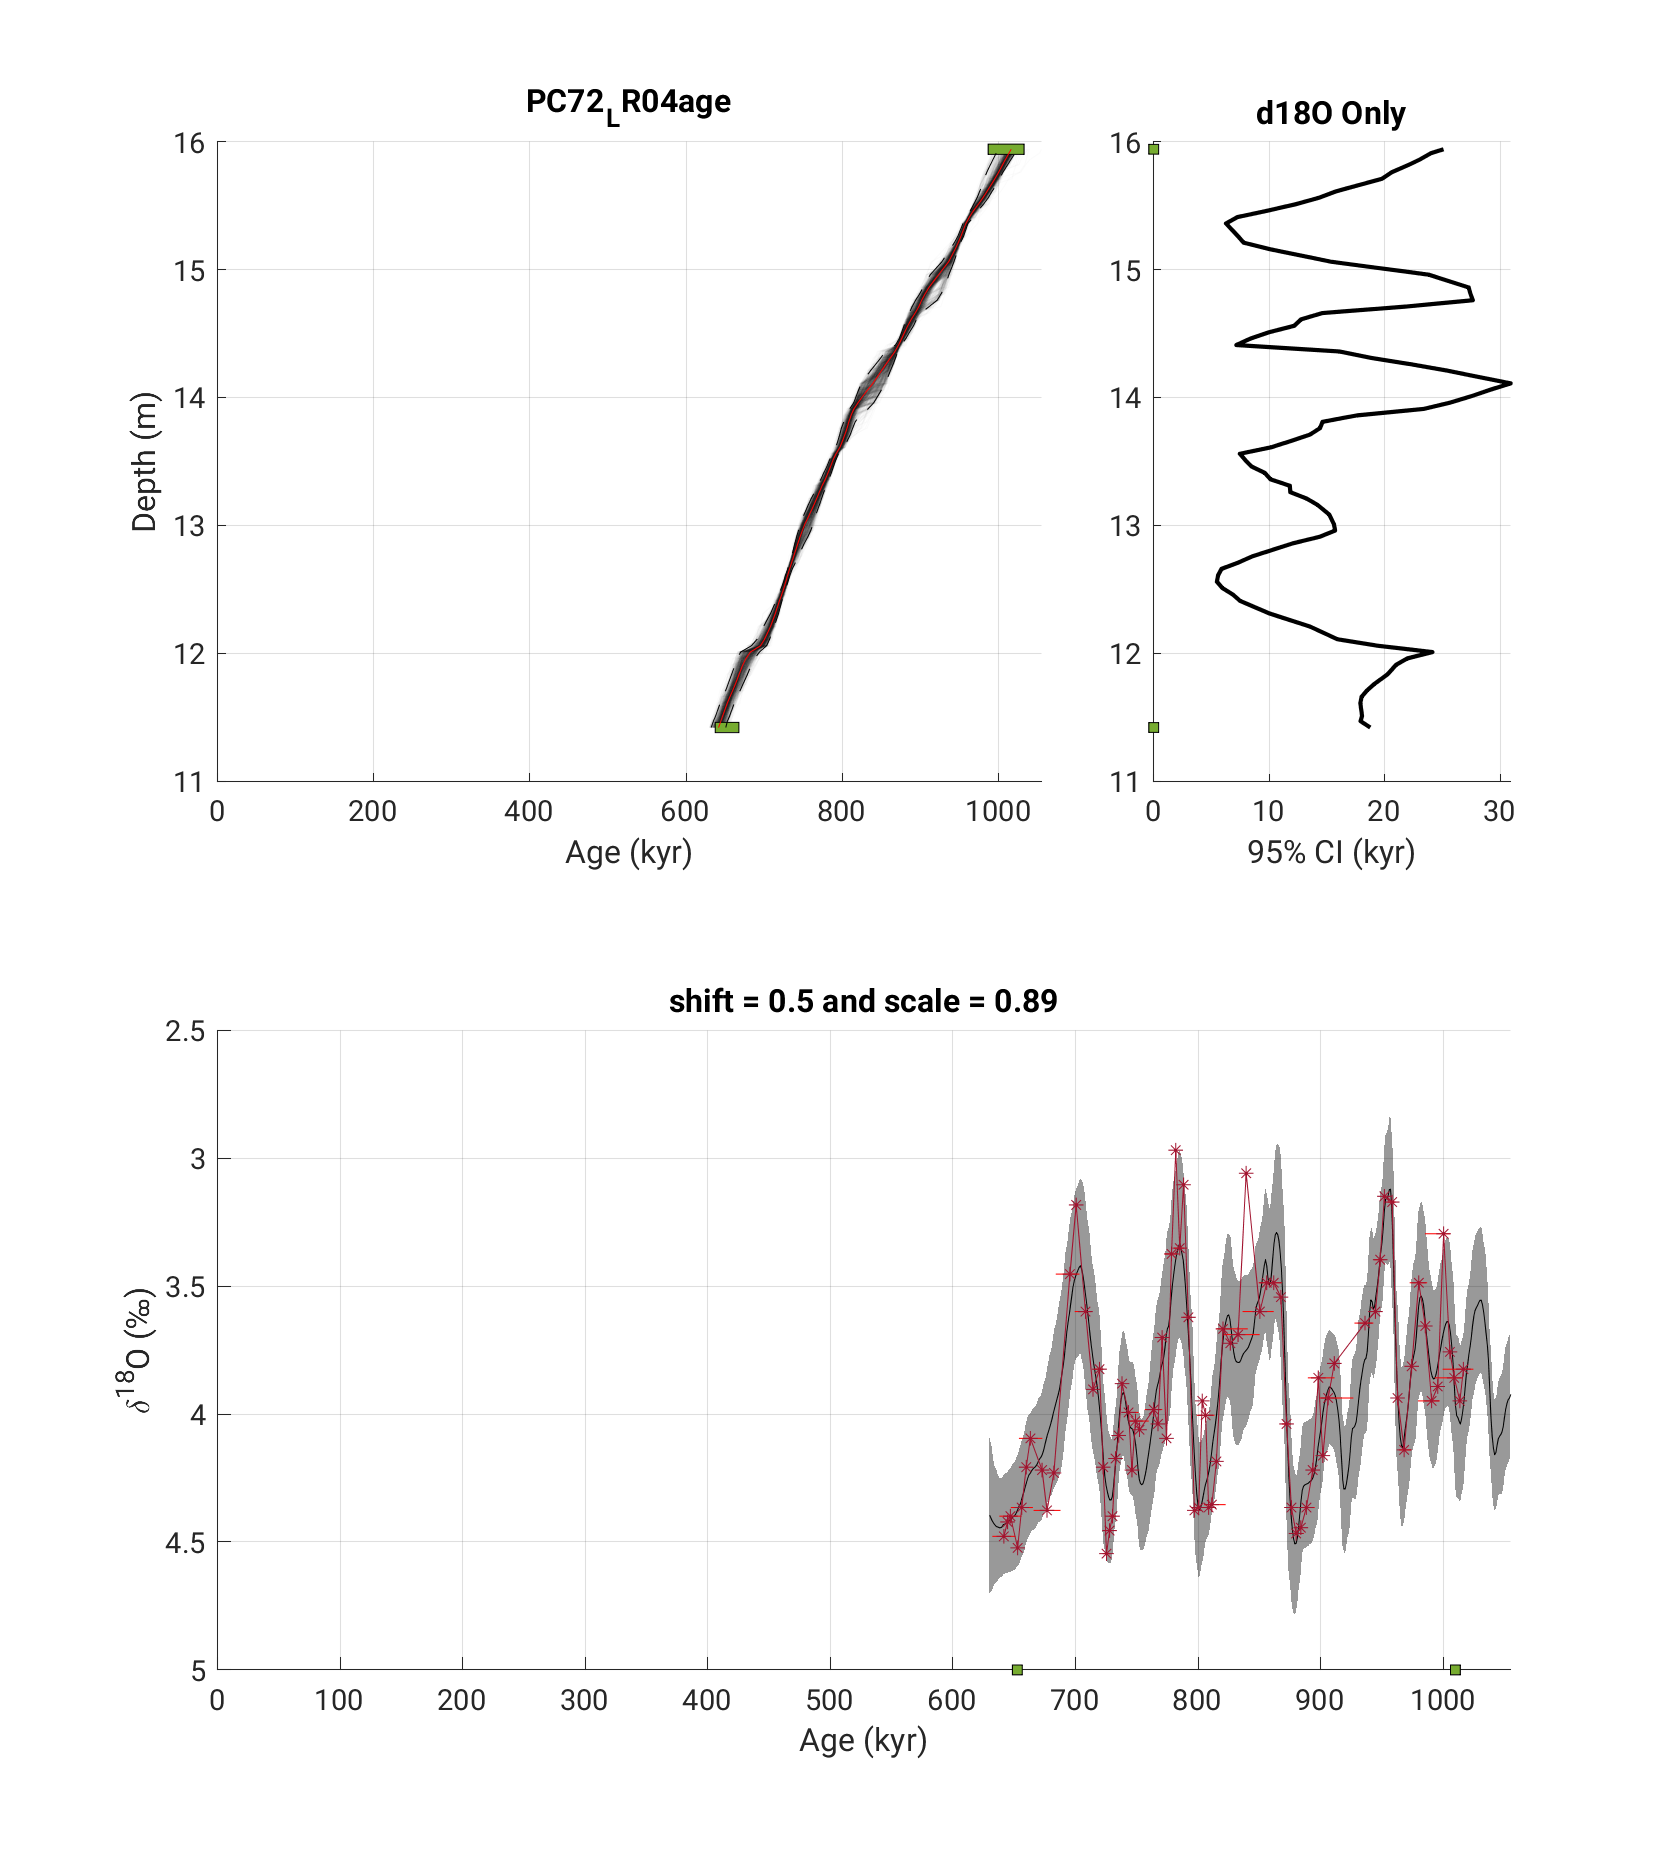 PC72LR04age
16
15
14
13
12
11
Depth (m)
0 200 400 600 800 1000
Age (kyr)
d18O Only
16
15
14
13
12
11
0 10 20 30
95% CI (kyr)
shift = 0.5 and scale = 0.89
2.5
3
3.5
4
4.5
5
δ18O (‰)
0 100 200 300 400 500 600 700 800 900 1000
Age (kyr)